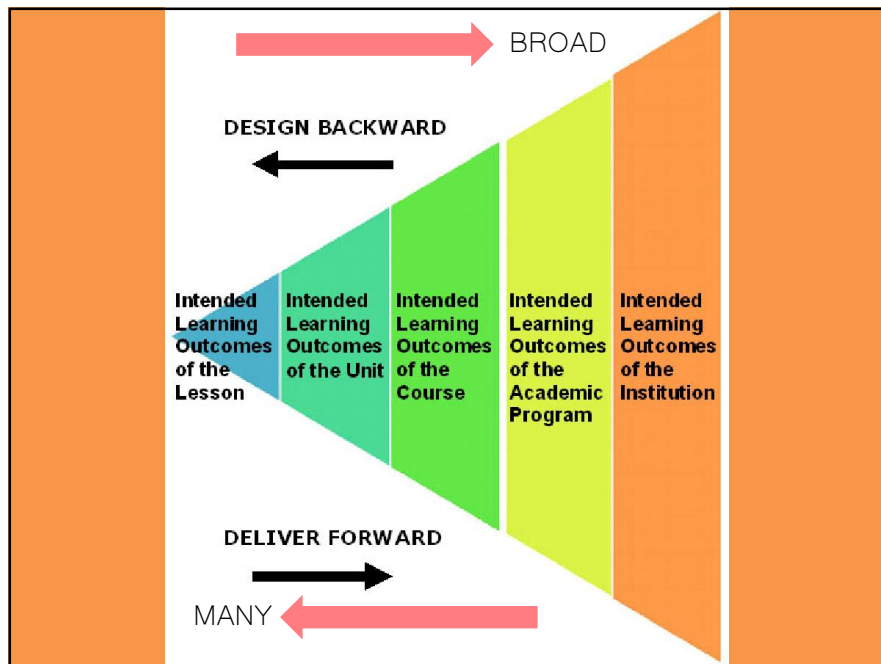 BROAD
DESIGN BACKWARD
Intended
Learning
Outcomes
of the
Lesson
Intended
Learning
Outcomes
of the Unit
Intended
Learning
Outcomes
of the
Course
Intended
Learning
Outcomes
of the
Academic
Program
Intended
Learning
Outcomes
of the
Institution
DELIVER FORWARD
MANY